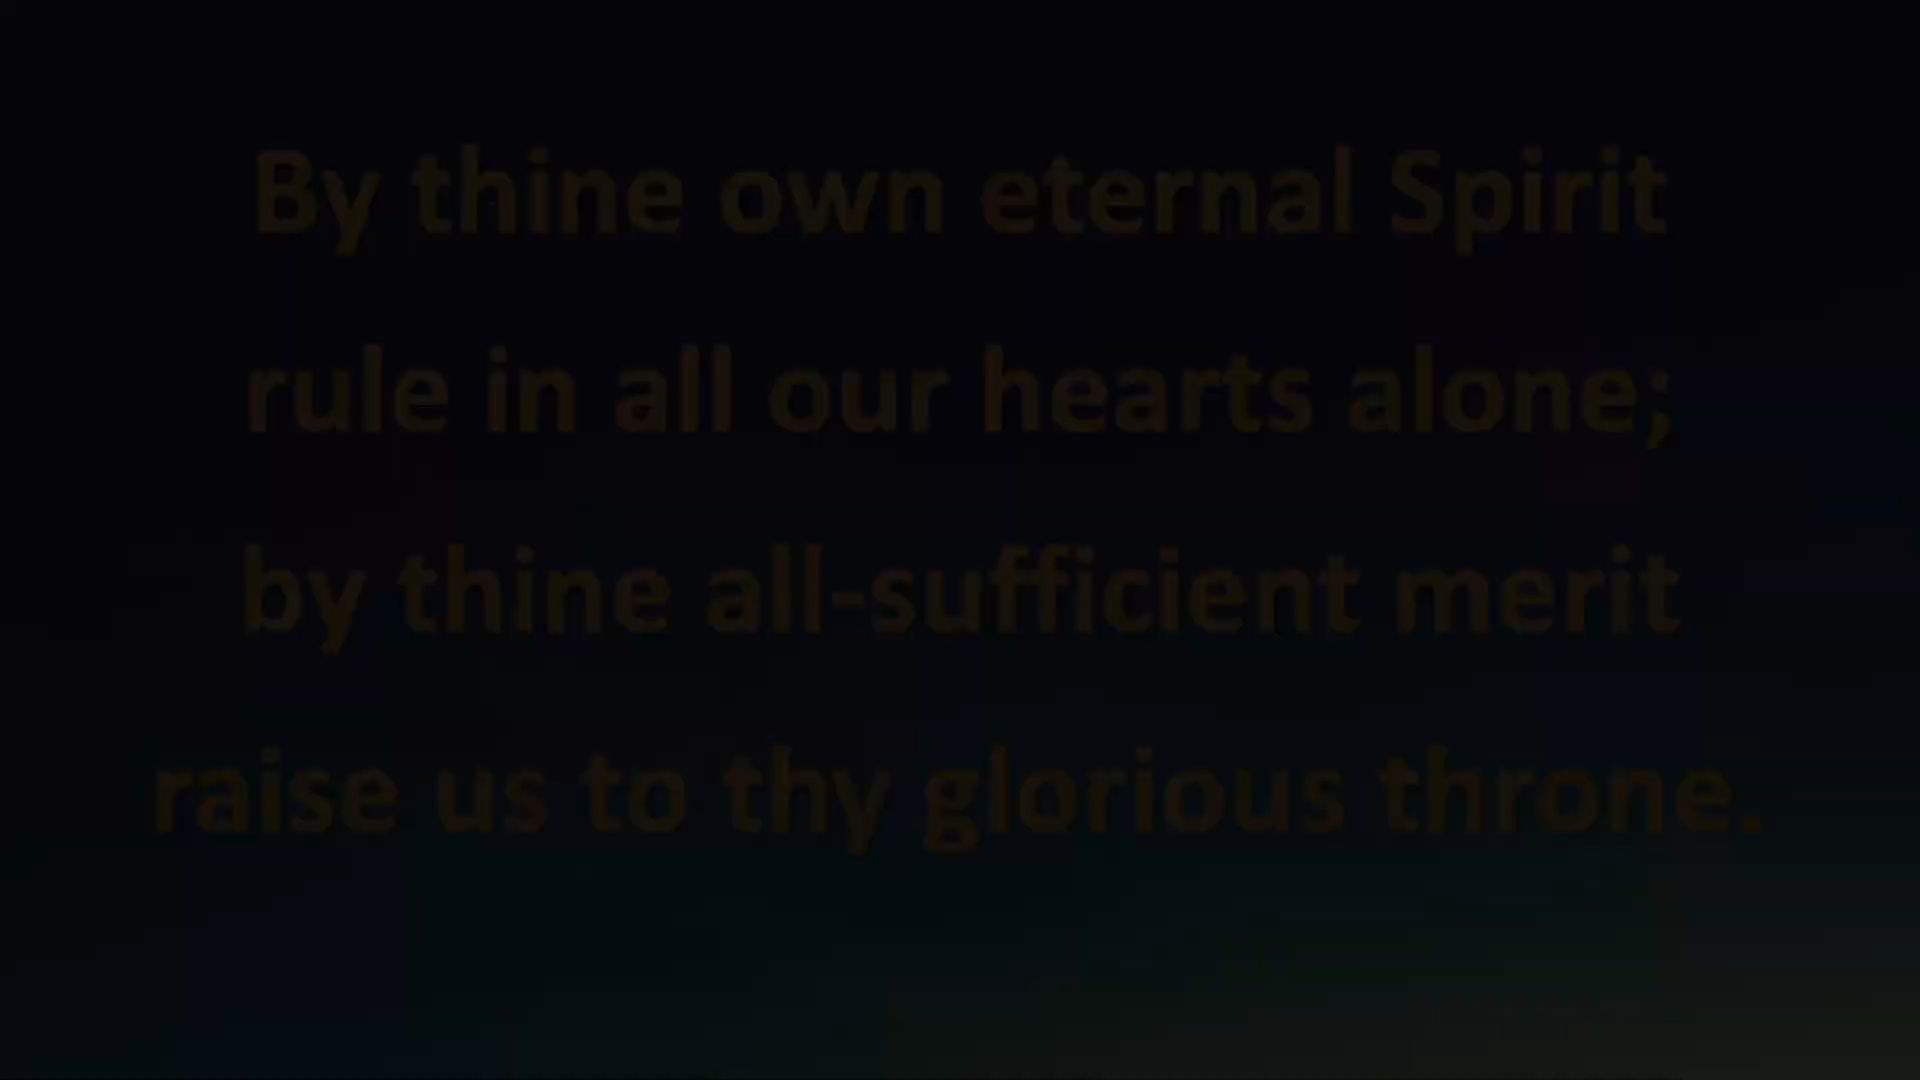 By thine own eternal Spirit
rule in all our hearts alone;
by thine all-sufficient merit
raise us to thy glorious throne.